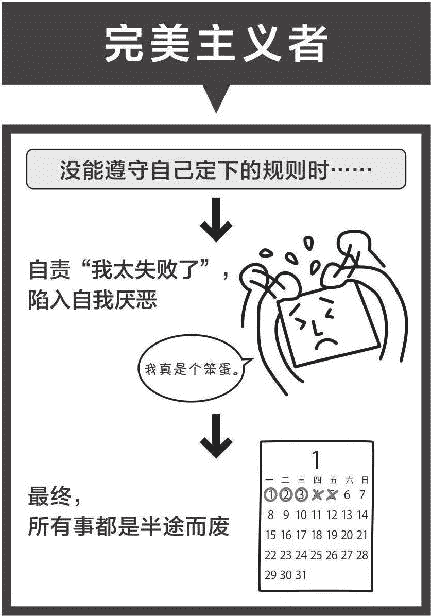 完美主义者
没能遵守自己定下的规则时……
自责“我太失败了”，
陷入自我厌恶
我真是个笨蛋。
最终，
所有事都是半途而废
1
一 二 三 四 五 六 日
1 2 3 4 5 6 7
8 9 10 11 12 13 14
15 16 17 18 19 20 21
22 23 24 25 26 27 28
29 30 31